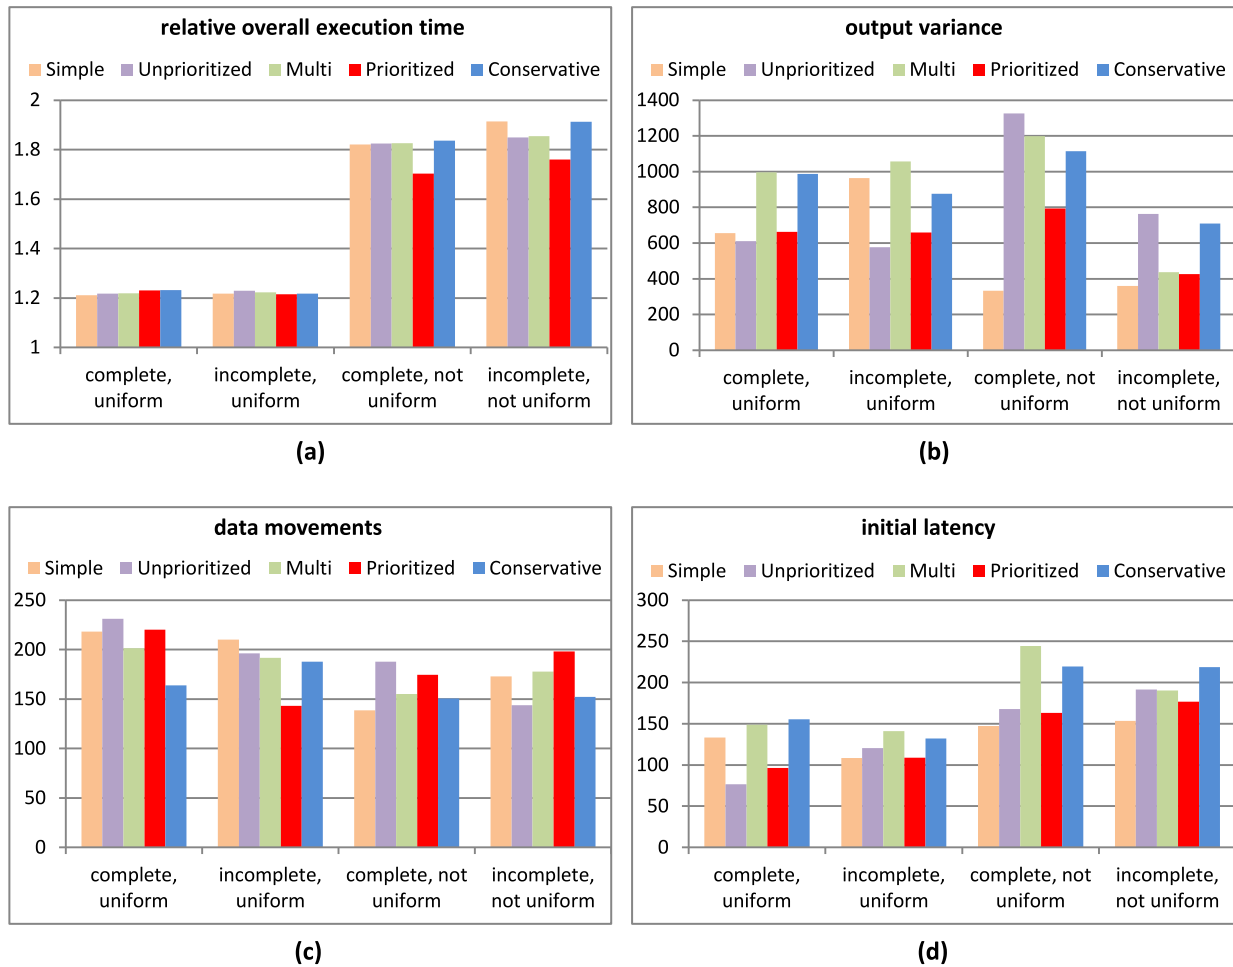 relative overall execution time
Simple Unprioritized Multi Prioritized Conservative
2
1.8
1.6
1.4
1.2
1
complete, uniform
incomplete, uniform
complete, not uniform
incomplete, not uniform
(a)
output variance
Simple Unprioritized Multi Prioritized Conservative
1400
1200
1000
800
600
400
200
0
complete, uniform
incomplete, uniform
complete, not uniform
incomplete, not uniform
(b)
data movements
Simple Unprioritized Multi Prioritized Conservative
250
200
150
100
50
0
complete, uniform
incomplete, uniform
complete, not uniform
incomplete, not uniform
(c)
initial latency
Simple Unprioritized Multi Prioritized Conservative
300
250
200
150
100
50
0
complete, uniform
incomplete, uniform
complete, not uniform
incomplete, not uniform
(d)